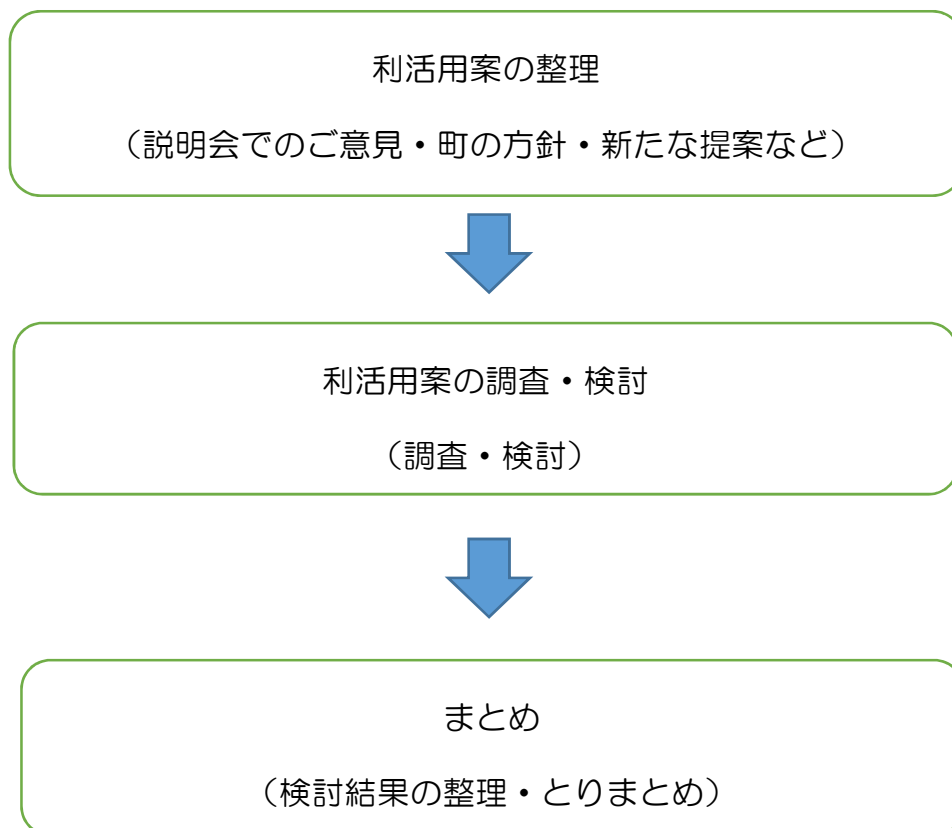 利活用案の整理
（説明会でのご意見・町の方針・新たな提案など）
利活用案の調査・検討
（調査・検討）
まとめ
（検討結果の整理・とりまとめ）